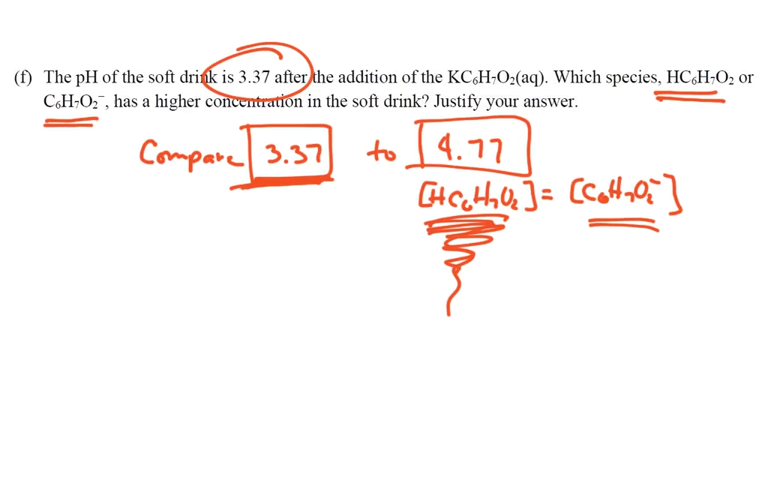 (f) The pH of the soft drink is 3.37 after the addition of the KC₆H₇O₂(aq). Which species, HC₆H₇O₂ or
C₆H₇O₂⁻, has a higher concentration in the soft drink? Justify your answer.
Compare 3.37 to 4.77
[HC₆H₇O₂] = [C₆H₇O₂⁻]